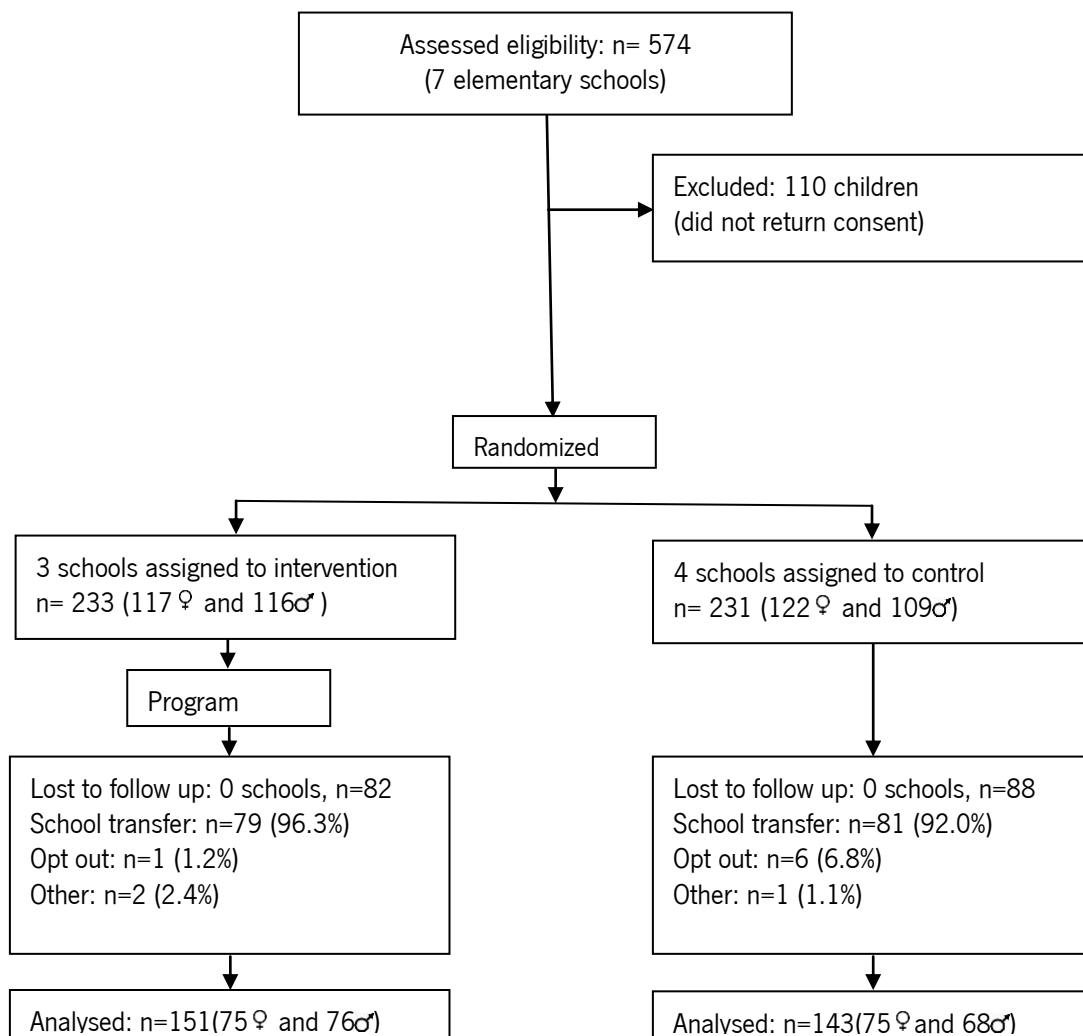 Assessed eligibility: n= 574
(7 elementary schools)
Excluded: 110 children
(did not return consent)
Randomized
3 schools assigned to intervention
n= 233 (117♀ and 116♂ )
4 schools assigned to control
n= 231 (122♀ and 109♂)
Program
Lost to follow up: 0 schools, n=82
School transfer: n=79 (96.3%)
Opt out: n=1 (1.2%)
Other: n=2 (2.4%)
Lost to follow up: 0 schools, n=88
School transfer: n=81 (92.0%)
Opt out: n=6 (6.8%)
Other: n=1 (1.1%)
Analysed: n=151(75♀ and 76♂)
Analysed: n=143(75♀and 68♂)